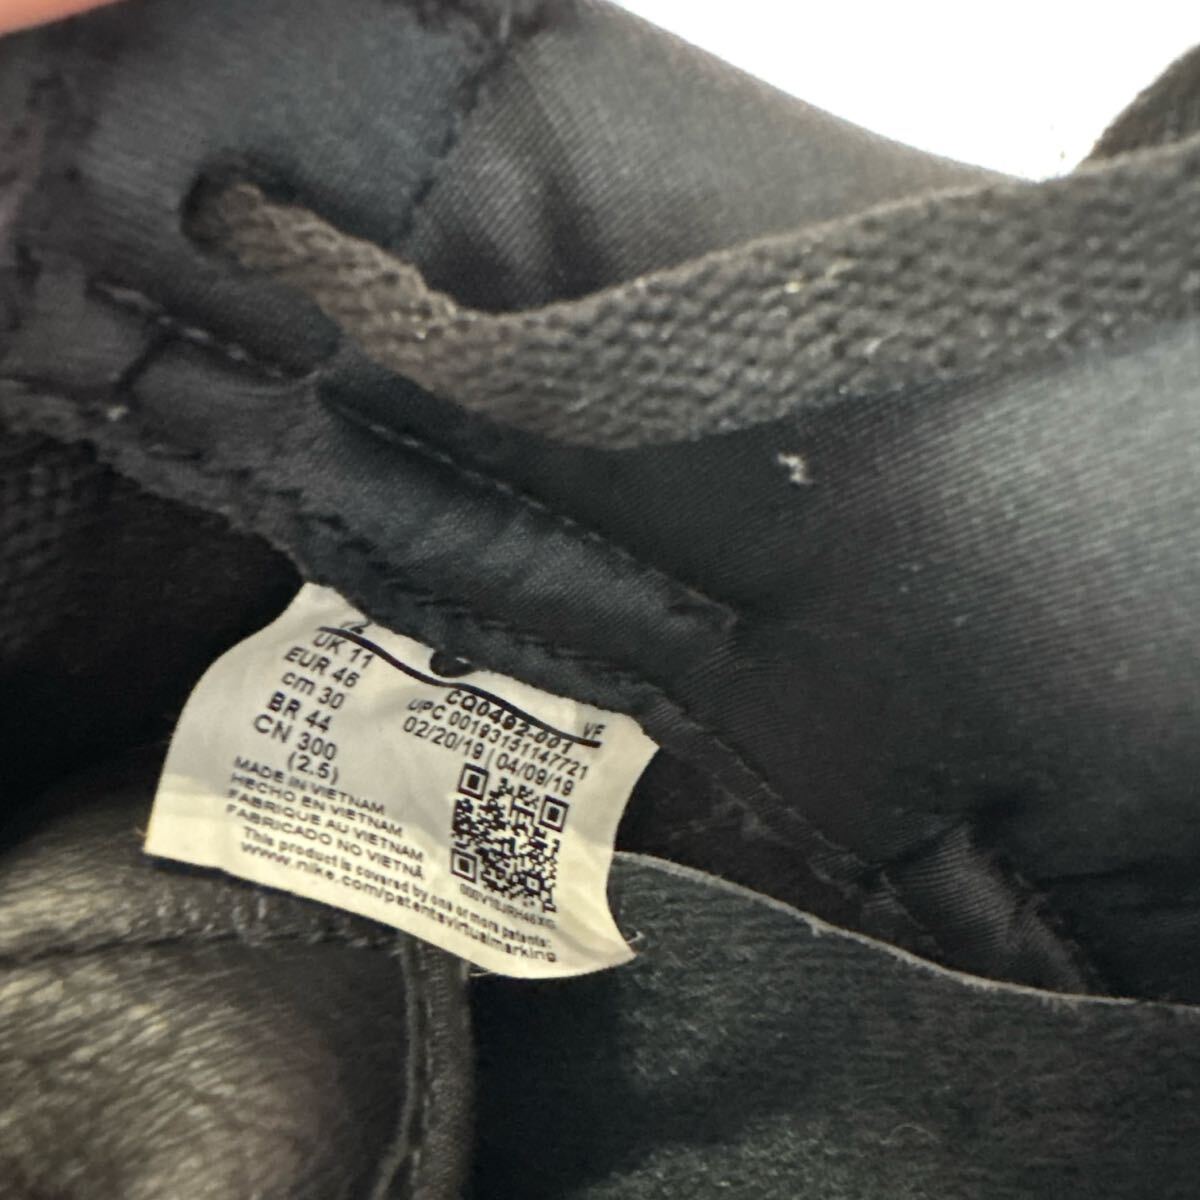 12
UK 11
EUR 46
cm 30
BR 44
CN 300
(2.5)
CQ0492-001 VF
UPC 00193151147721
02/20/19 | 04/09/19
MADE IN VIETNAM
HECHO EN VIETNAM
FABRIQUE AU VIETNAM
FABRICADO NO VIETNÃ
This product is covered by one or more patents:
www.nike.com/patentsvirtualmarking